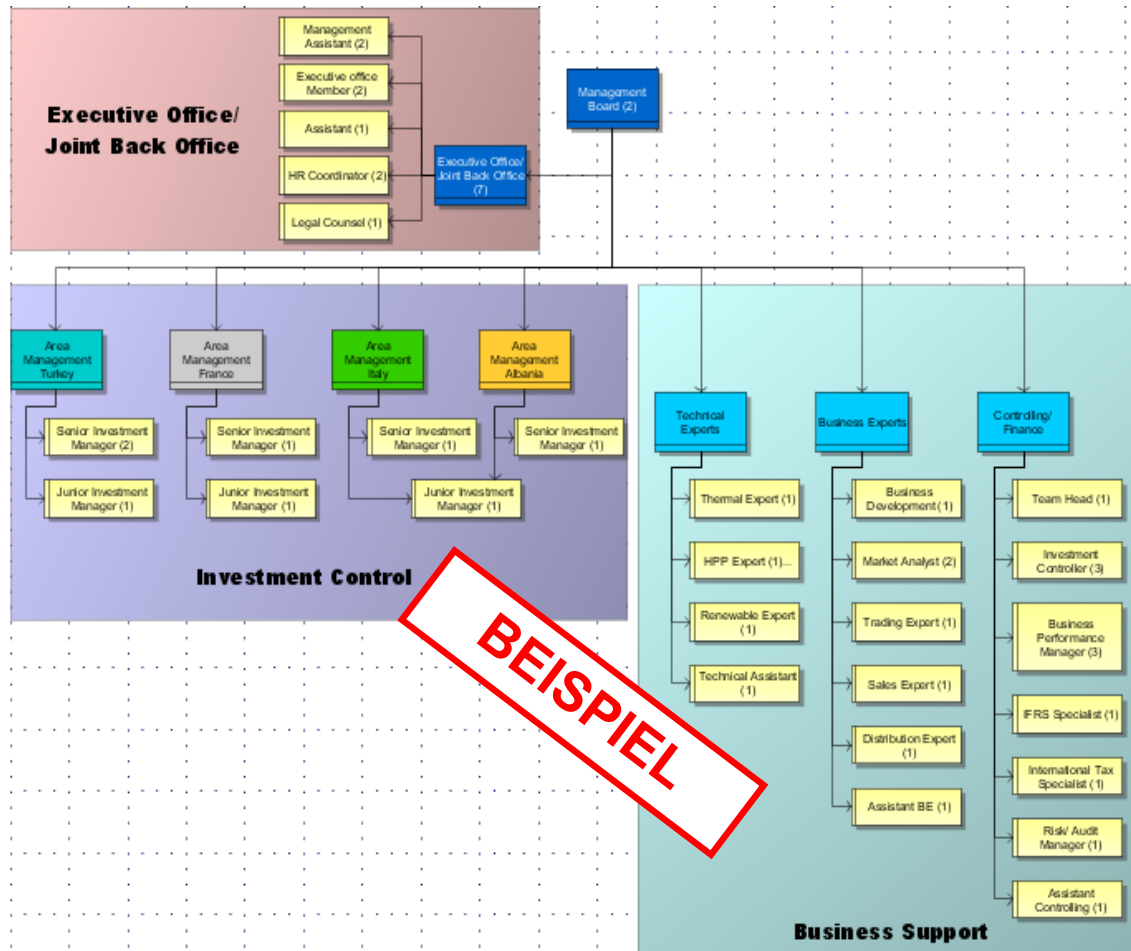 Management
Assistant (2)
Executive office
Member (2)
Assistant (1)
HR Coordinator (2)
Legal Counsel (1)
Executive Office/
Joint Back Office
Executive Office/
Joint Back Office
(7)
Management
Board (2)
Area
Management
Turkey
Area
Management
France
Area
Management
Italy
Area
Management
Albania
Senior Investment
Manager (2)
Senior Investment
Manager (1)
Senior Investment
Manager (1)
Senior Investment
Manager (1)
Junior Investment
Manager (1)
Junior Investment
Manager (1)
Junior Investment
Manager (1)
Investment Control
Technical
Experts
Business Experts
Controlling/
Finance
Thermal Expert (1)
HPP Expert (1)...
Renewable Expert
(1)
Technical Assistant
(1)
Business
Development (1)
Market Analyst (2)
Trading Expert (1)
Sales Expert (1)
Distribution Expert
(1)
Assistant BE (1)
Team Head (1)
Investment
Controller (3)
Business
Performance
Manager (3)
IFRS Specialist (1)
International Tax
Specialist (1)
Risk/ Audit
Manager (1)
Assistant
Controlling (1)
Business Support
BEISPIEL